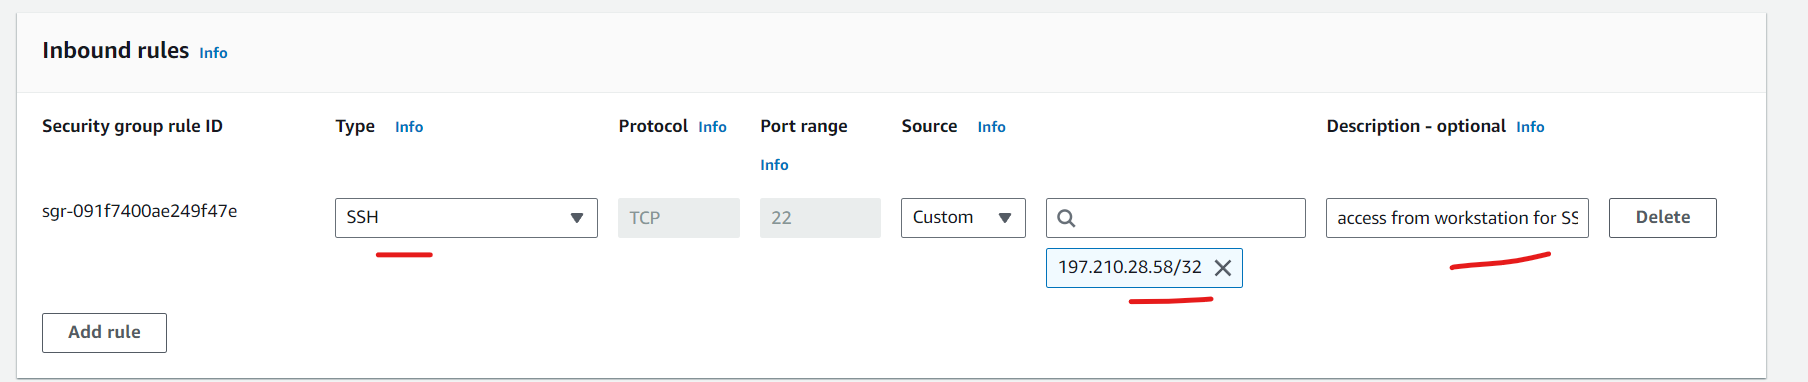 Inbound rules Info
Security group rule ID Type Info Protocol Info Port range Info Source Info Description - optional Info
sgr-091f7400ae249f47e SSH TCP 22 Custom access from workstation for SS Delete
197.210.28.58/32
Add rule